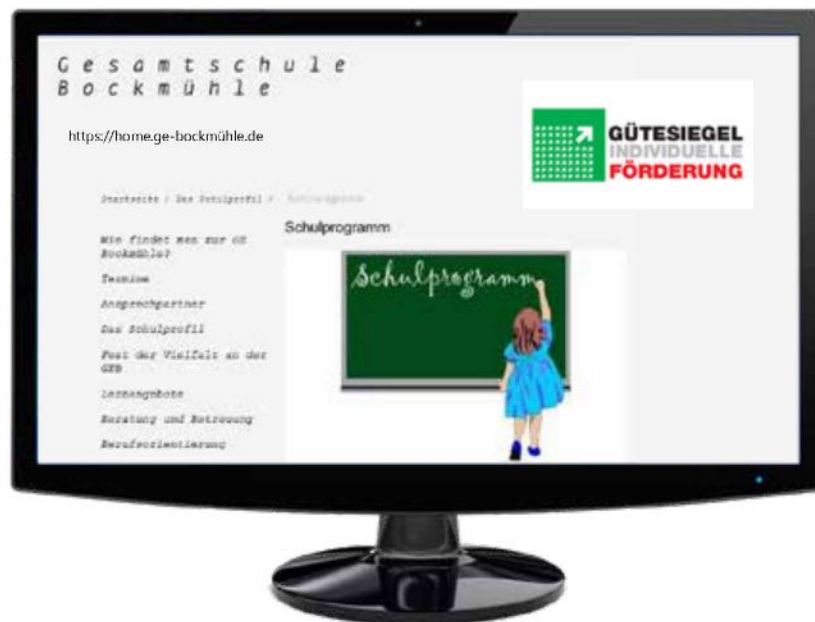 Gesamtschule
Bockmühle
https://home.ge-bockmühle.de
GÜTESIEGEL
INDIVIDUELLE
FÖRDERUNG
Startseite / Das Schulprofil /
Schulprogramm
Schulprogramm
Wie findet man zur GE
Bockmühle?
Termine
Ansprechpartner
Das Schulprofil
Fest der Vielfalt an der
GEB
Lernangebote
Beratung und Betreuung
Berufsorientierung